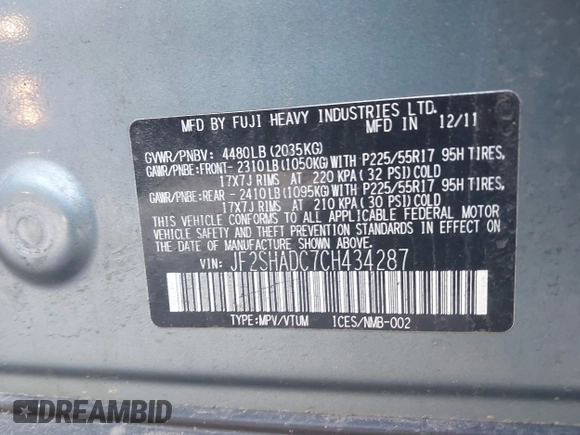 MFD BY FUJI HEAVY INDUSTRIES LTD.
MFD IN 12/11
GVWR/PNBV: 4480LB (2035KG)
GAWR/PNBE:FRONT-2310LB(1050KG)WITH P225/55R17 95H TIRES,
17X7J RIMS AT 220 KPA(32 PSI)COLD
GAWR/PNBE:REAR -2410LB(1095KG)WITH P225/55R17 95H TIRES,
17X7J RIMS AT 210 KPA(30 PSI)COLD
THIS VEHICLE CONFORMS TO ALL APPLICABLE FEDERAL MOTOR
VEHICLE SAFETY AND THEFT PREVENTION STANDARDS IN EFFECT
ON THE DATE OF MANUFACTURE SHOWN ABOVE.
VIN: JF2SHADC7CH434287
TYPE:MPV/VTUM ICES/NMB-002
DREAMBID